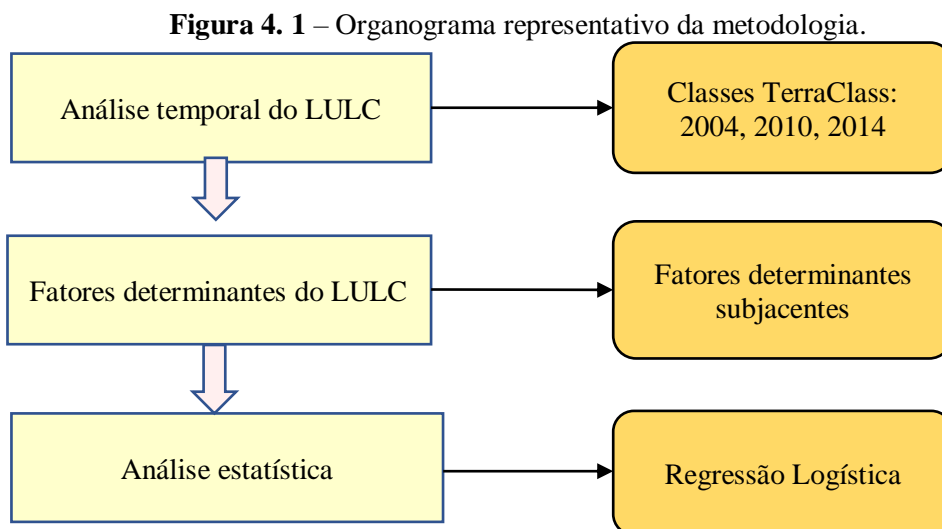 Figura 4. 1 – Organograma representativo da metodologia.
Análise temporal do LULC
Classes TerraClass:
2004, 2010, 2014
Fatores determinantes do LULC
Fatores determinantes
subjacentes
Análise estatística
Regressão Logística